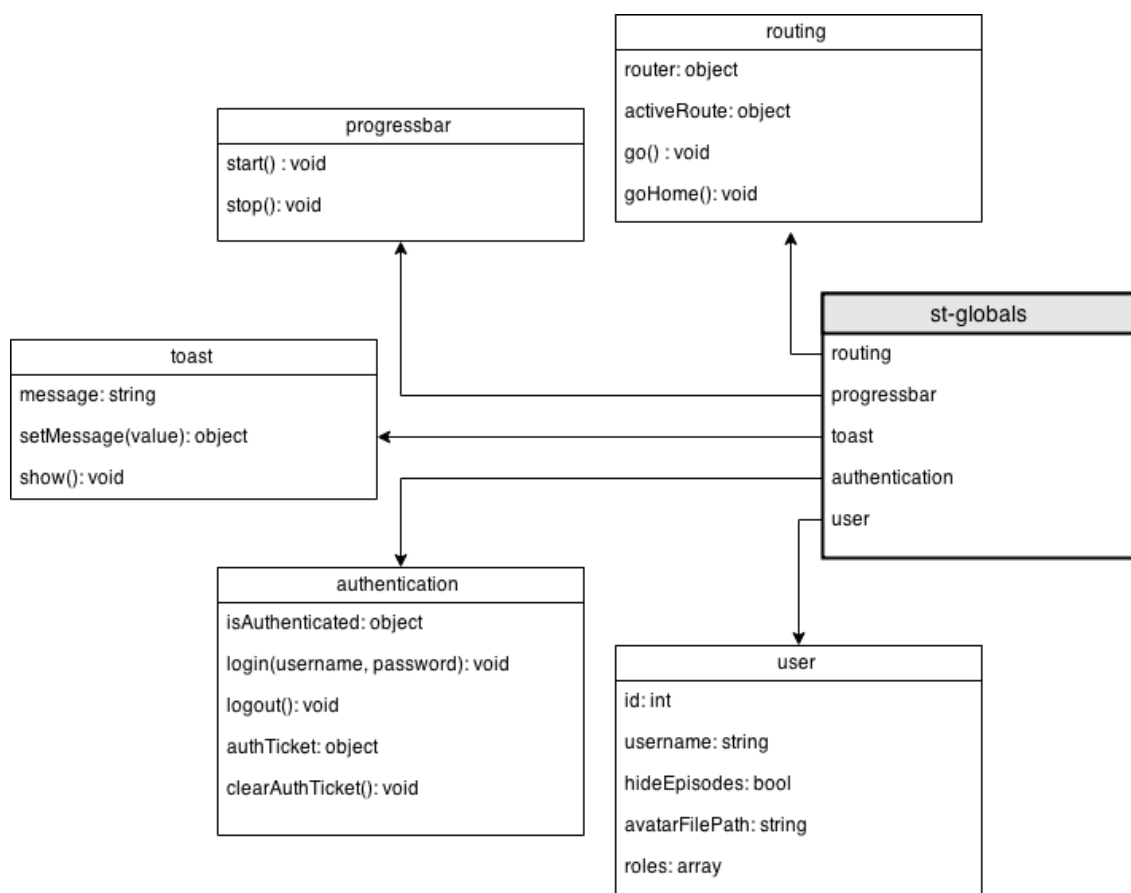 routing
router: object
activeRoute: object
go() : void
goHome(): void
progressbar
start() : void
stop(): void
st-globals
routing
progressbar
toast
authentication
user
toast
message: string
setMessage(value): object
show(): void
authentication
isAuthenticated: object
login(username, password): void
logout(): void
authTicket: object
clearAuthTicket(): void
user
id: int
username: string
hideEpisodes: bool
avatarFilePath: string
roles: array